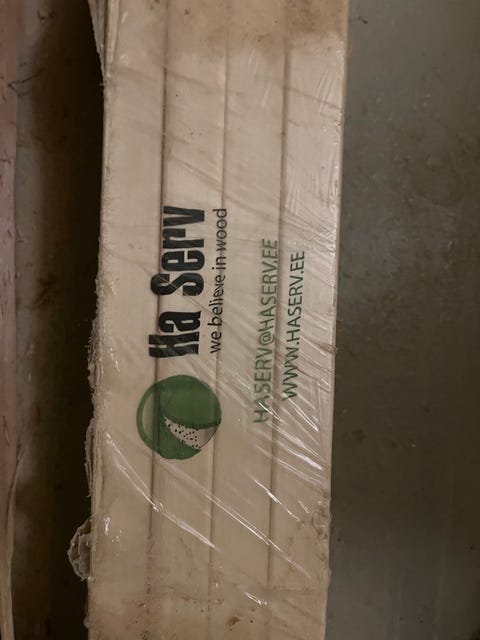 Ha Serv
we believe in wood
HASERV@HASERV.EE
WWW.HASERV.EE